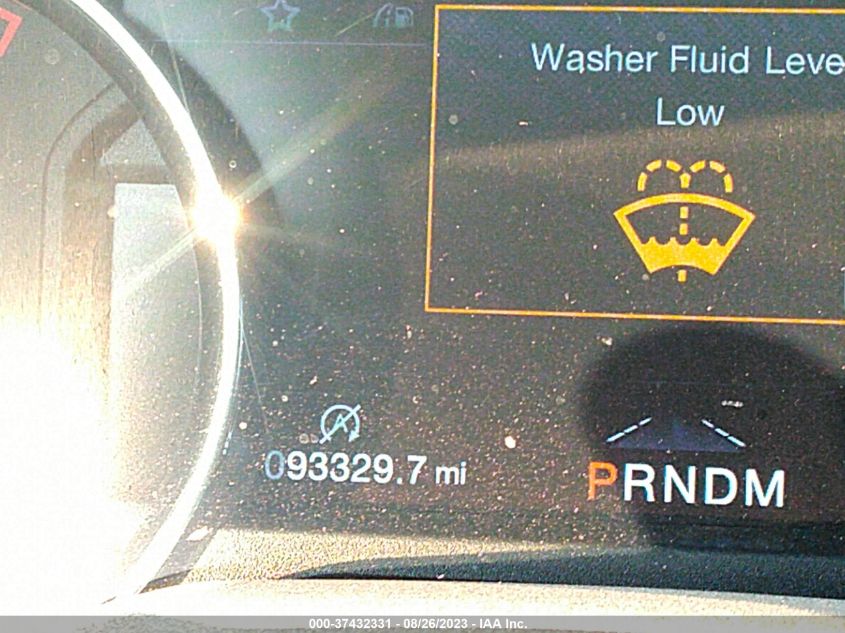 Washer Fluid Leve
Low
093329.7 mi
PRNDM
000-37432331 - 08/26/2023 - IAA Inc.